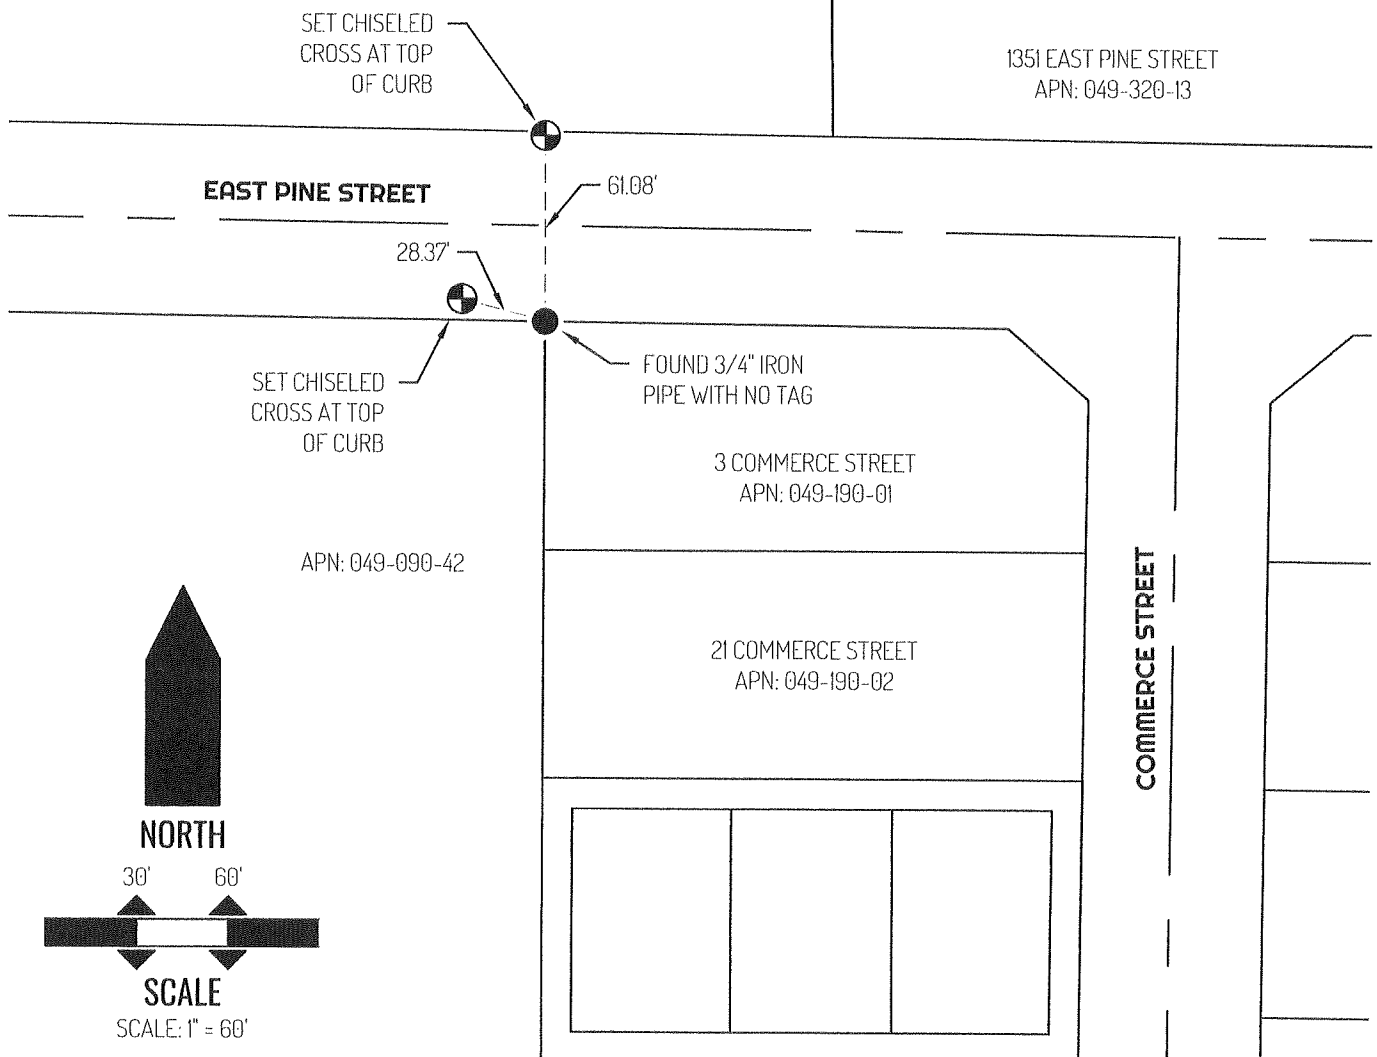 SET CHISELED
CROSS AT TOP
OF CURB
1351 EAST PINE STREET
APN: 049-320-13
EAST PINE STREET
61.08'
28.37'
SET CHISELED
CROSS AT TOP
OF CURB
FOUND 3/4" IRON
PIPE WITH NO TAG
3 COMMERCE STREET
APN: 049-190-01
APN: 049-090-42
COMMERCE STREET
21 COMMERCE STREET
APN: 049-190-02
NORTH
30' 60'
SCALE
SCALE: 1" = 60'